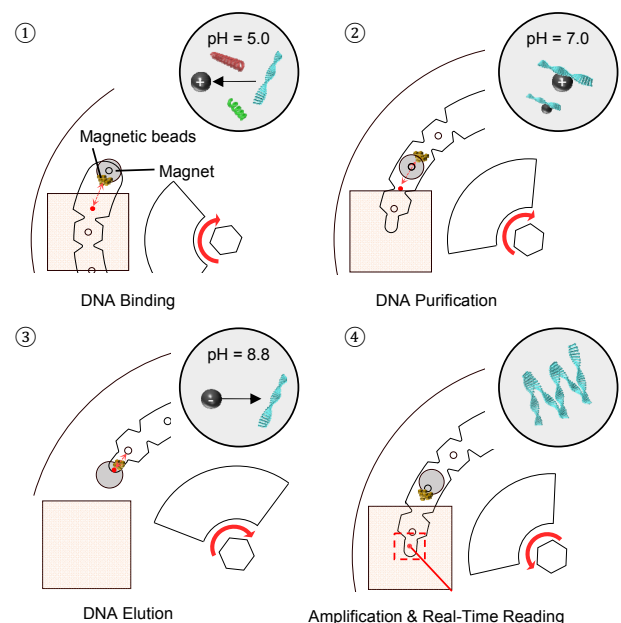 ①
pH = 5.0
Magnetic beads
Magnet
DNA Binding
②
pH = 7.0
DNA Purification
③
pH = 8.8
DNA Elution
④
Amplification & Real-Time Reading